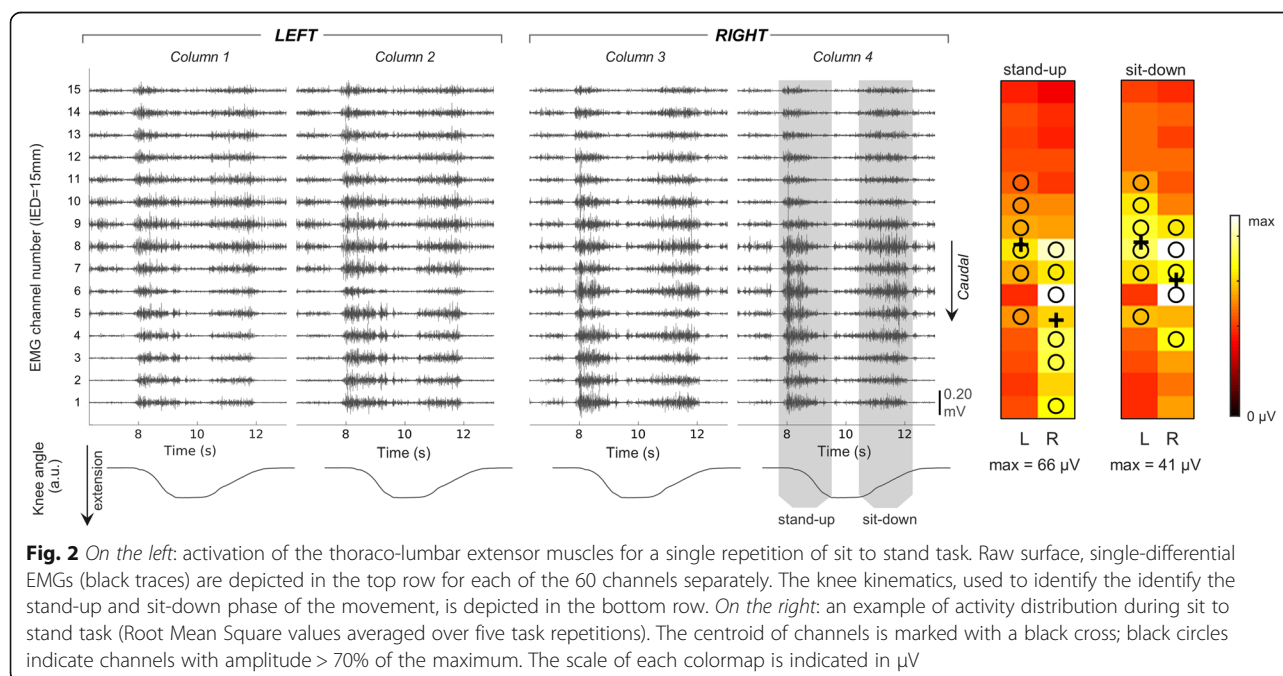 LEFT RIGHT
Column 1 Column 2 Column 3 Column 4
stand-up sit-down
EMG channel number (IED=15mm)
15
14
13
12
11
10
9
8
7
6
5
4
3
2
1
Caudal
0.20
mV
max
0 µV
8 10 12 8 10 12 8 10 12 8 10 12
Time (s) Time (s) Time (s) Time (s)
L R L R
max = 66 µV max = 41 µV
Knee angle
(a.u.)
extension
stand-up sit-down
Fig. 2 On the left: activation of the thoraco-lumbar extensor muscles for a single repetition of sit to stand task. Raw surface, single-differential
EMGs (black traces) are depicted in the top row for each of the 60 channels separately. The knee kinematics, used to identify the identify the
stand-up and sit-down phase of the movement, is depicted in the bottom row. On the right: an example of activity distribution during sit to
stand task (Root Mean Square values averaged over five task repetitions). The centroid of channels is marked with a black cross; black circles
indicate channels with amplitude > 70% of the maximum. The scale of each colormap is indicated in µV